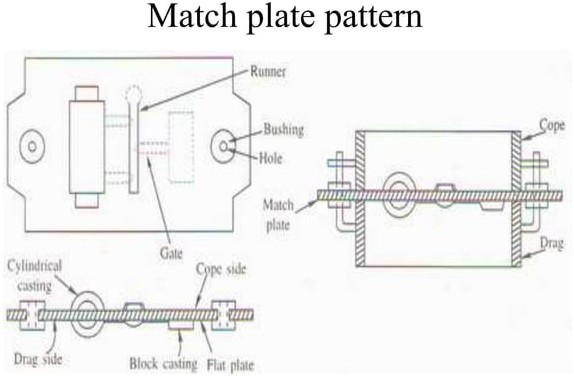 Match plate pattern
Runner
Bushing
Hole
Gate
Cope
Match
plate
Drag
Cylindrical
casting
Cope side
Drag side
Block casting
Flat plate